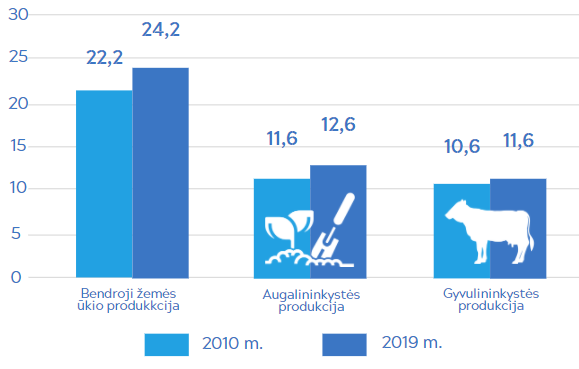 30
25
20
15
10
5
0
22,2
24,2
11,6
12,6
10,6
11,6
Bendroji žemės
ūkio produkkcija
Augalininkystės
produkcija
Gyvulininkystės
produkcija
2010 m.
2019 m.